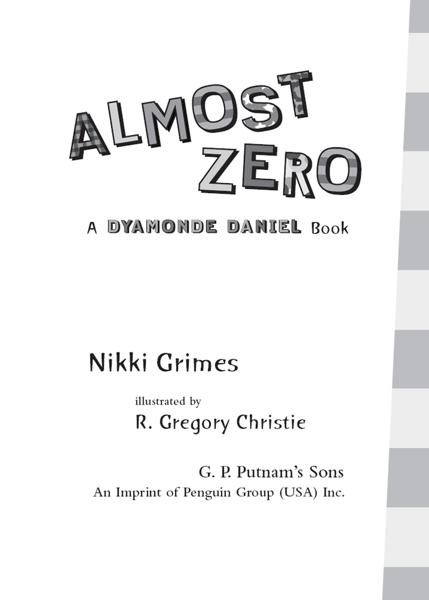 ALMOST
ZERO
A DYAMONDE DANIEL Book
Nikki Grimes
illustrated by
R. Gregory Christie
G. P. Putnam's Sons
An Imprint of Penguin Group (USA) Inc.